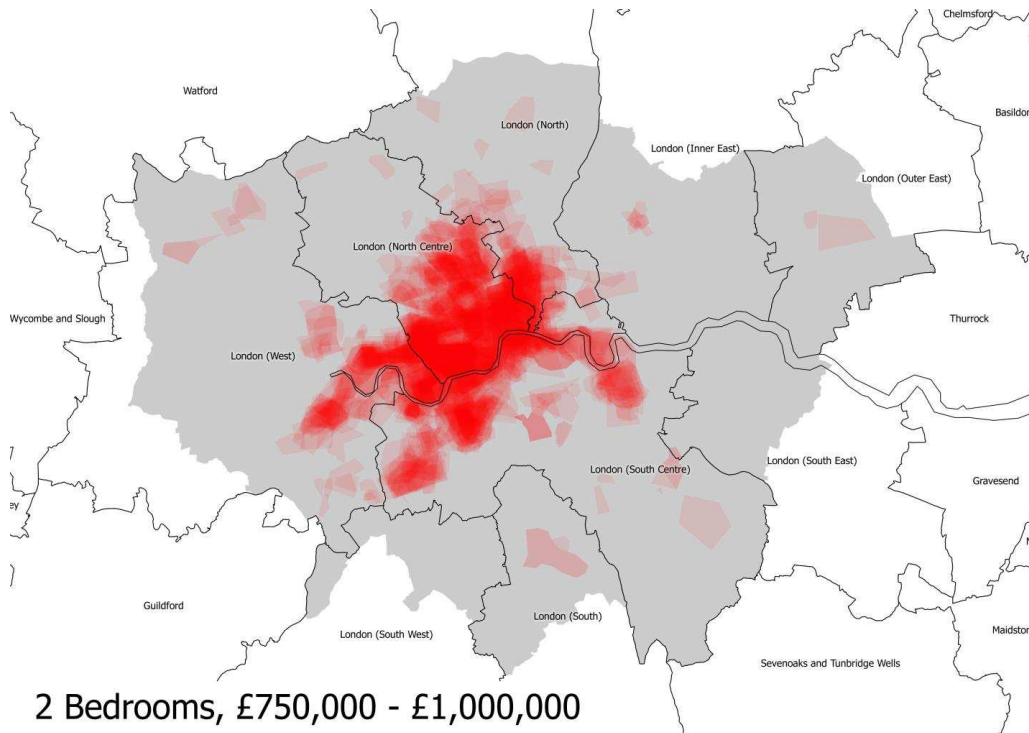 Chelmsford
Watford
Basildon
London (North)
London (Inner East)
London (Outer East)
London (North Centre)
Wycombe and Slough
Thurrock
London (West)
London (South East)
London (South Centre)
Gravesend
ey
Guildford
London (South West)
London (South)
Maidston
Sevenoaks and Tunbridge Wells
2 Bedrooms, £750,000 - £1,000,000